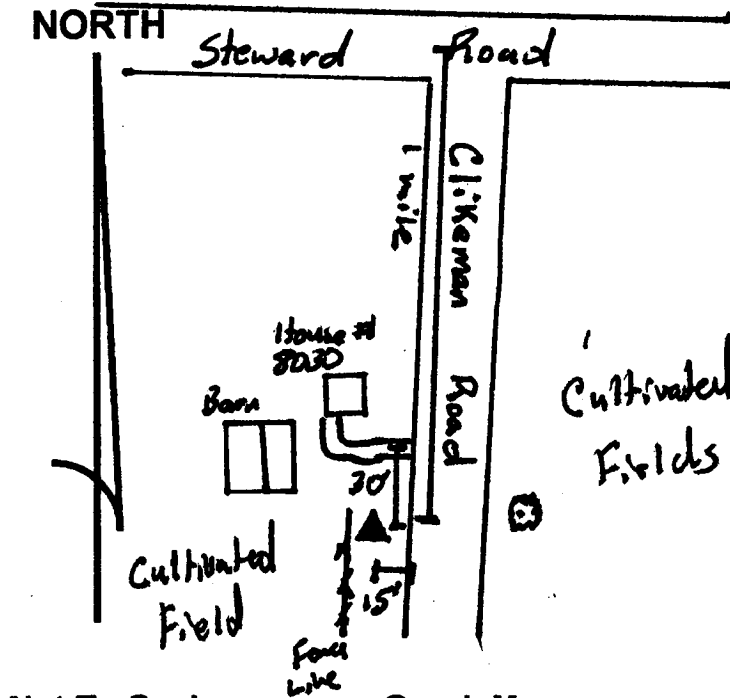 NORTH
Steward Road
1 mile
Clikeman Road
House #
8030
Barn
Cultivated
Fields
30'
15'
Cultivated
Field
Fence
Line